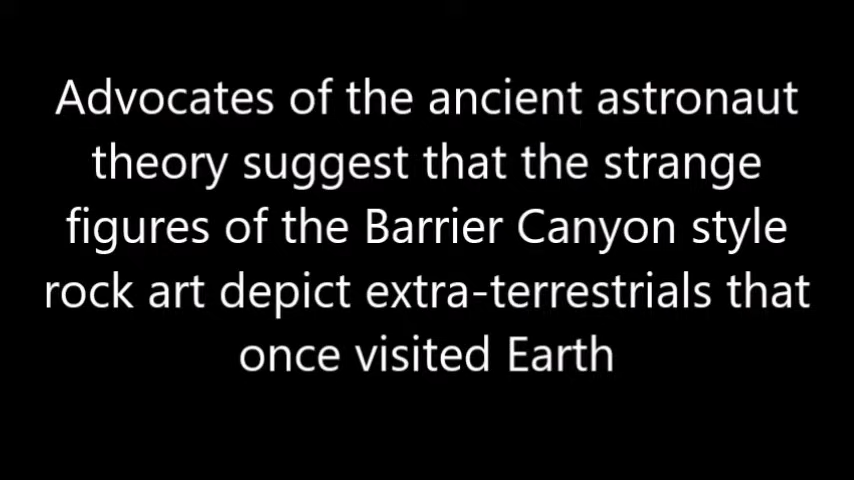 Advocates of the ancient astronaut
theory suggest that the strange
figures of the Barrier Canyon style
rock art depict extra-terrestrials that
once visited Earth